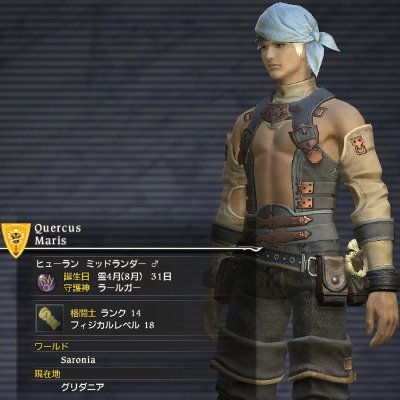 Quercus
Maris
ヒューラン ミッドランダー ♂
誕生日 霊4月(8月) 31日
守護神 ラールガー
格闘士 ランク 14
フィジカルレベル 18
ワールド
Saronia
現在地
グリダニア